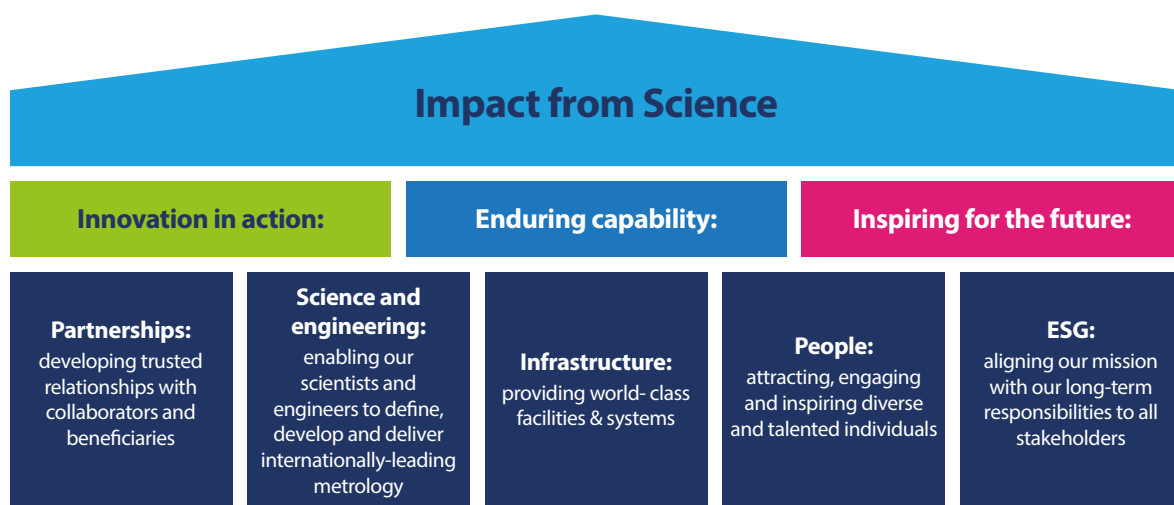 Impact from Science
Innovation in action:
Enduring capability:
Inspiring for the future:
Partnerships:
developing trusted
relationships with
collaborators and
beneficiaries
Science and
engineering:
enabling our
scientists and
engineers to define,
develop and deliver
internationally-leading
metrology
Infrastructure:
providing world- class
facilities & systems
People:
attracting, engaging
and inspiring diverse
and talented individuals
ESG:
aligning our mission
with our long-term
responsibilities to all
stakeholders